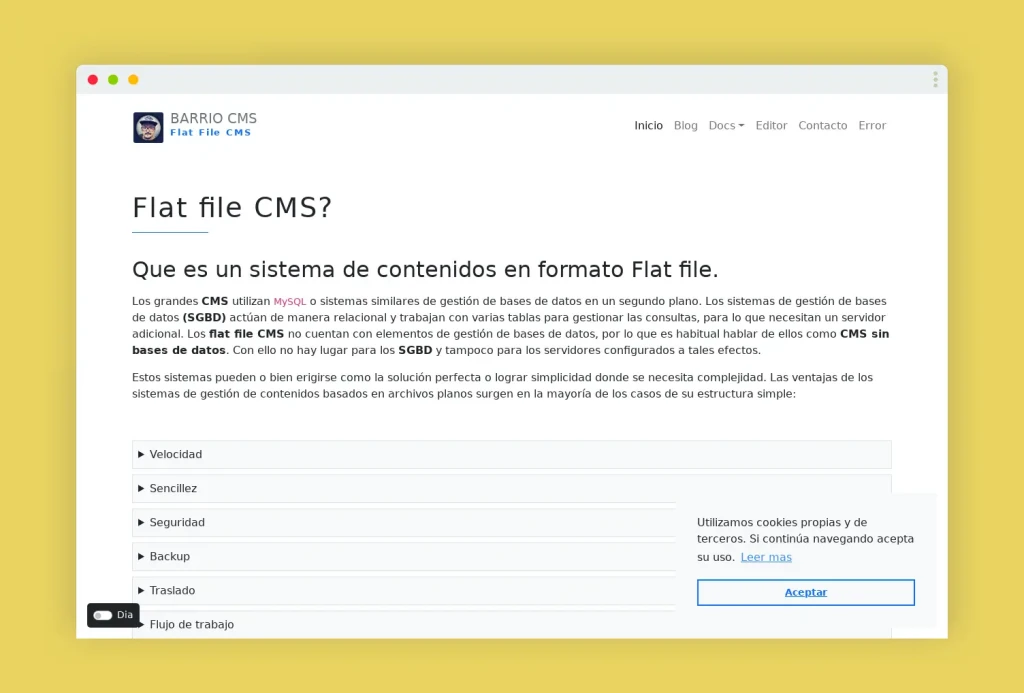 BARRIO CMS
Flat File CMS
Inicio Blog Docs Editor Contacto Error
Flat file CMS?
Que es un sistema de contenidos en formato Flat file.
Los grandes CMS utilizan MySQL o sistemas similares de gestión de bases de datos en un segundo plano. Los sistemas de gestión de bases
de datos (SGBD) actúan de manera relacional y trabajan con varias tablas para gestionar las consultas, para lo que necesitan un servidor
adicional. Los flat file CMS no cuentan con elementos de gestión de bases de datos, por lo que es habitual hablar de ellos como CMS sin
bases de datos. Con ello no hay lugar para los SGBD y tampoco para los servidores configurados a tales efectos.
Estos sistemas pueden o bien erigirse como la solución perfecta o lograr simplicidad donde se necesita complejidad. Las ventajas de los
sistemas de gestión de contenidos basados en archivos planos surgen en la mayoría de los casos de su estructura simple:
Velocidad
Sencillez
Seguridad
Backup
Traslado
Flujo de trabajo
Utilizamos cookies propias y de
terceros. Si continúa navegando acepta
su uso. Leer mas
Aceptar
Dia